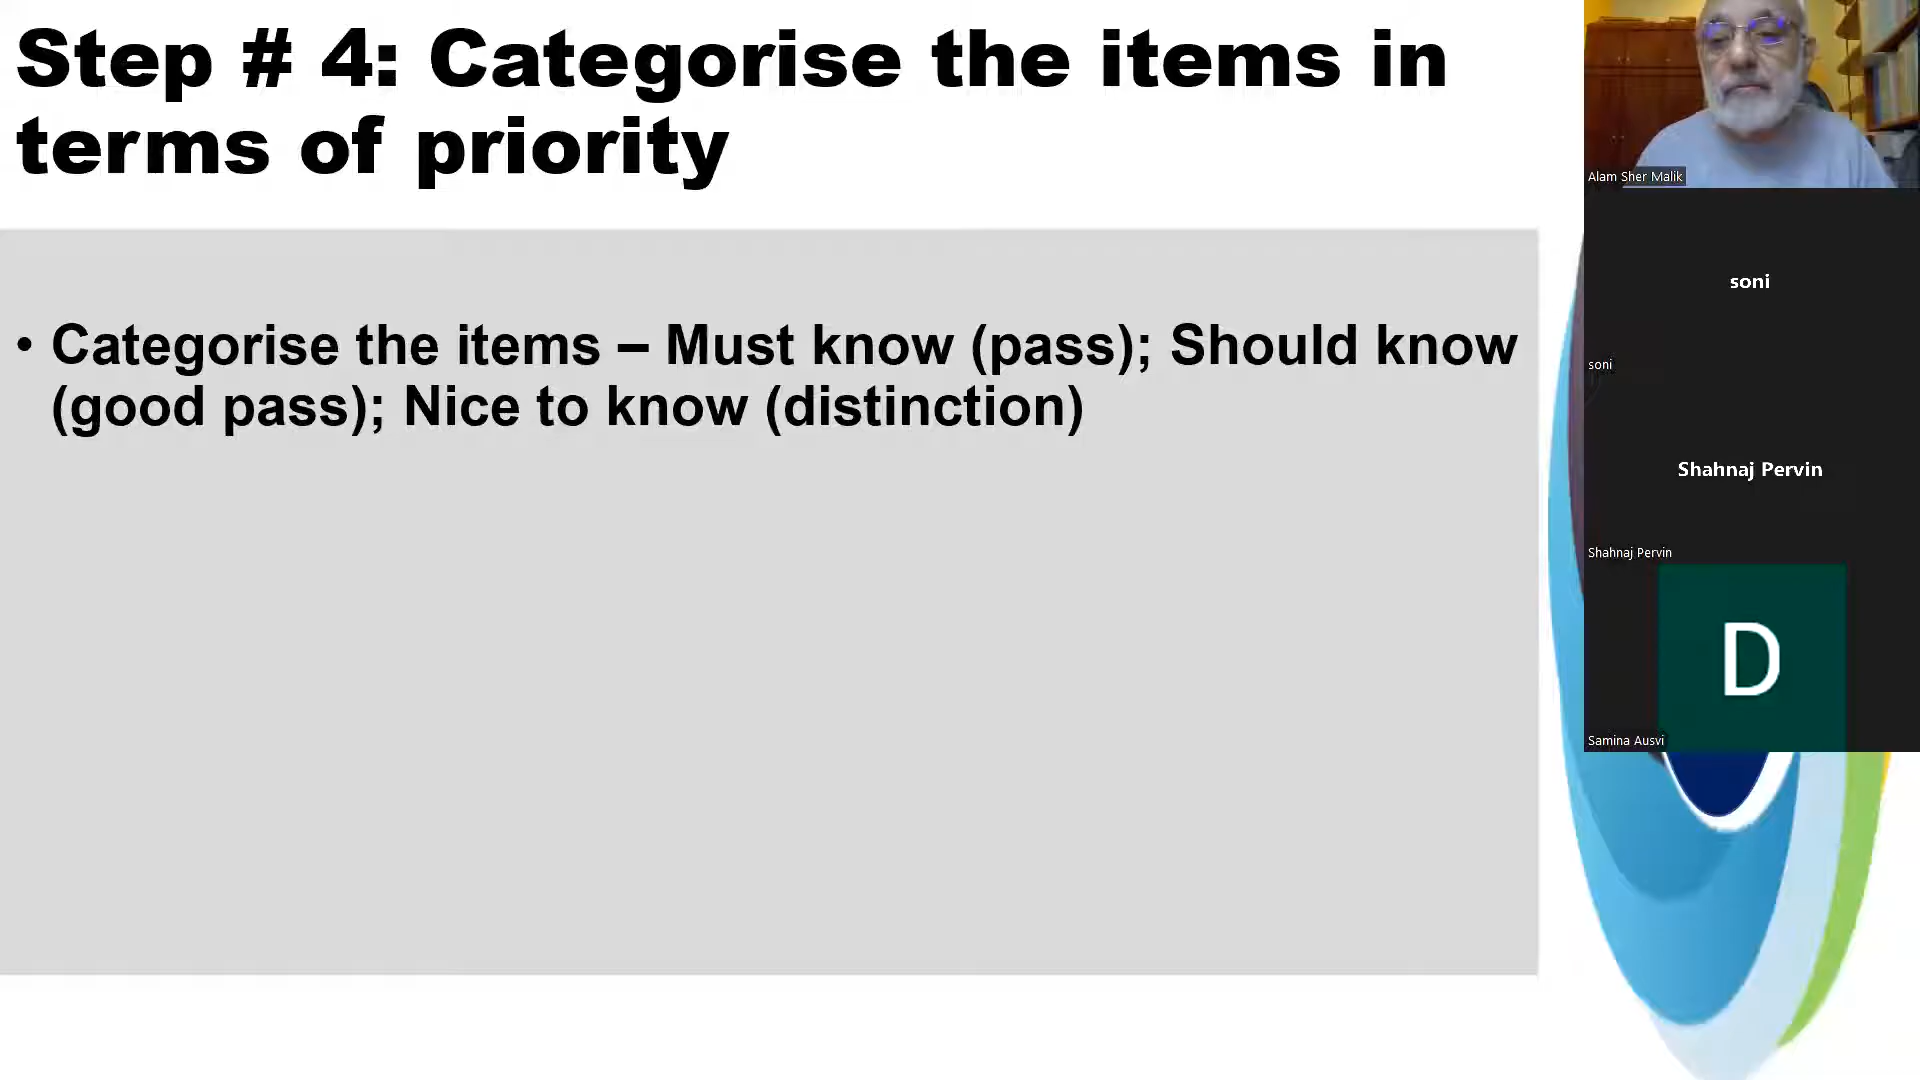 Step # 4: Categorise the items in
terms of priority
• Categorise the items – Must know (pass); Should know
(good pass); Nice to know (distinction)
Alam Sher Malik
soni
soni
Shahnaj Pervin
Shahnaj Pervin
D
Samina Ausvi